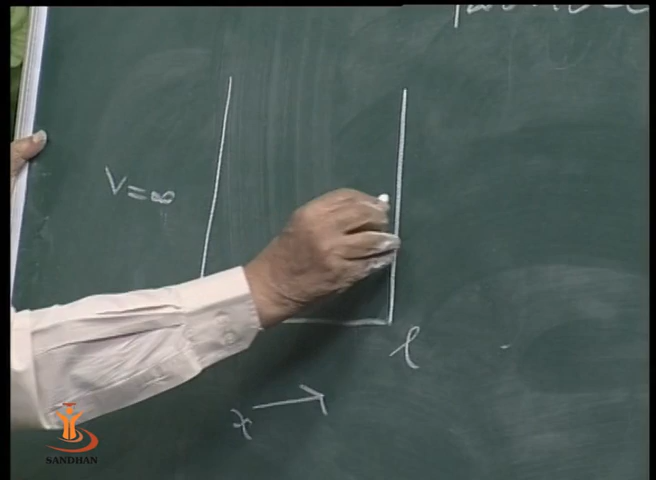 V = ∞
l
x
SANDHAN